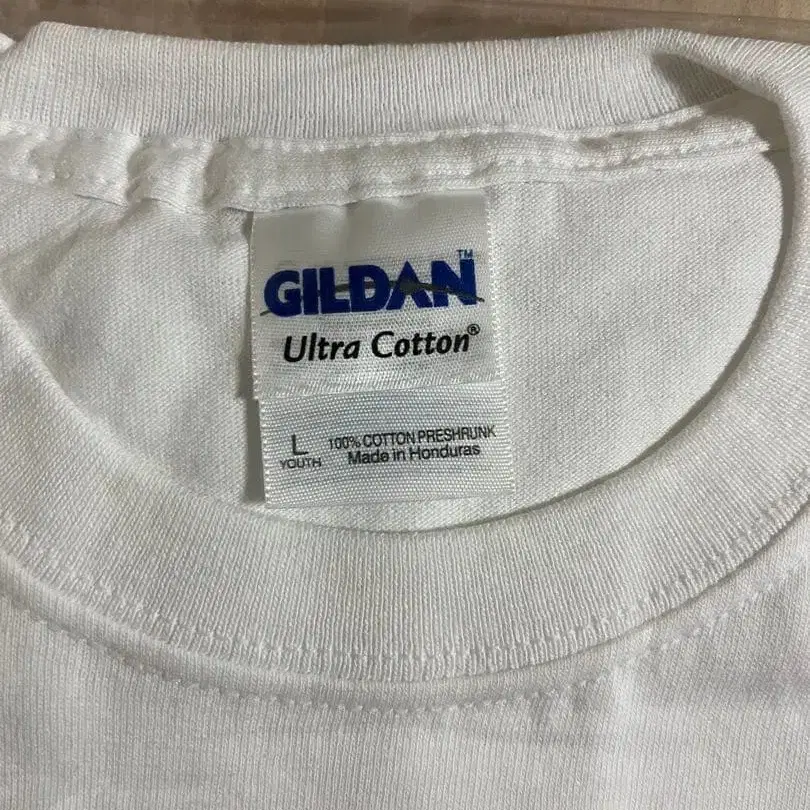 GILDAN™
Ultra Cotton®
L 100% COTTON PRESHRUNK
YOUTH Made in Honduras